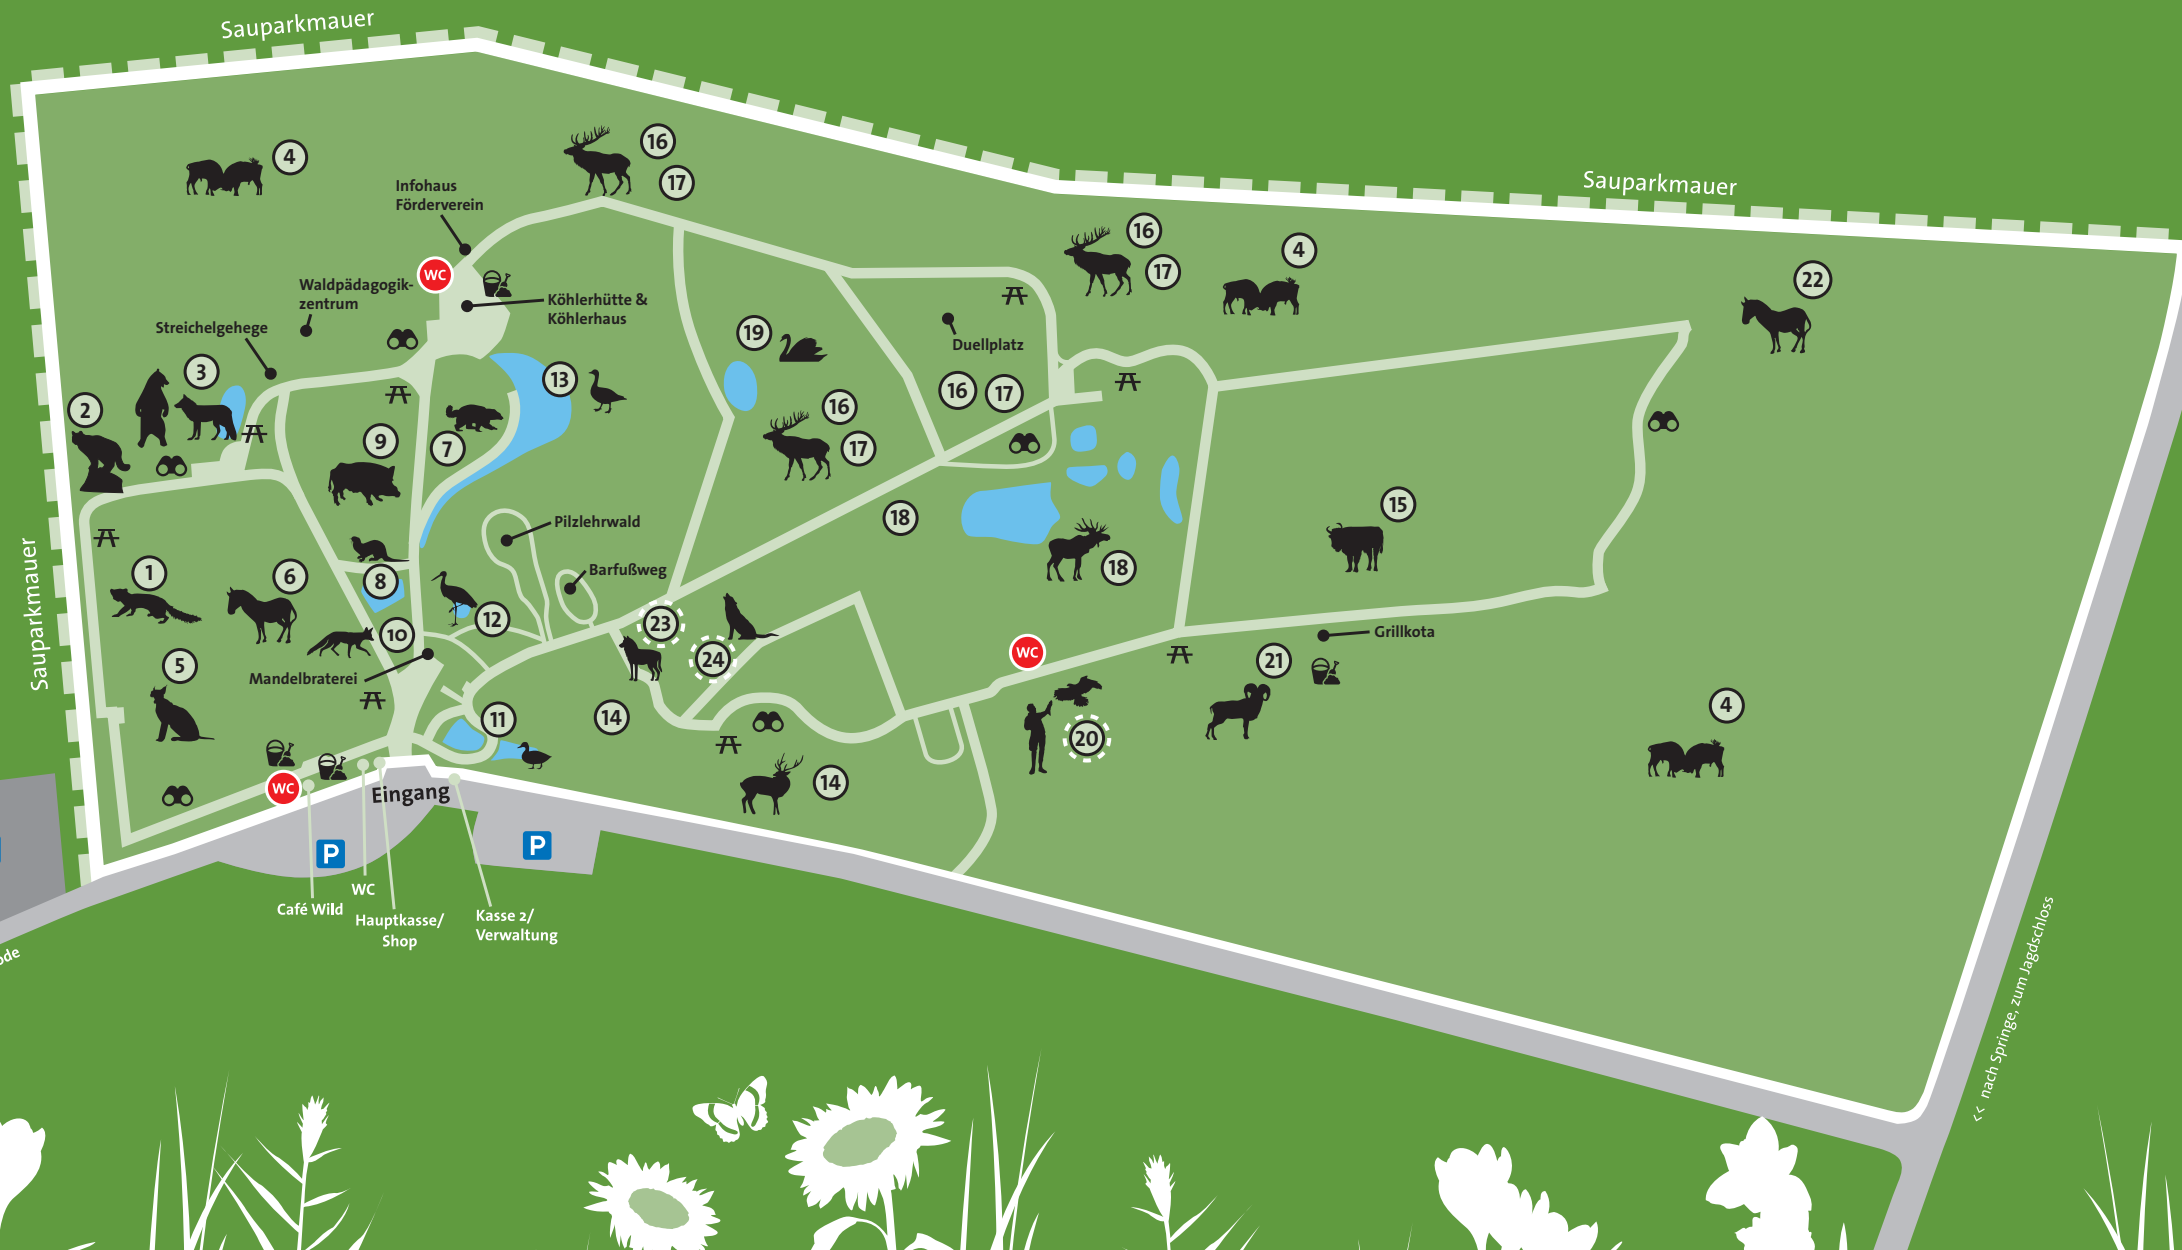 Sauparkmauer
Sauparkmauer
Sauparkmauer
4
16
17
Infohaus
Förderverein
WC
Waldpädagogik-
zentrum
Köhlerhütte &
Köhlerhaus
Streichelgehege
16
17
4
22
19
Duellplatz
3
13
2
16
17
16
17
9
7
18
15
Pilzlehrwald
Barfußweg
1
6
8
12
18
10
23
24
Grillkota
WC
21
5
Mandelbraterei
11
14
20
4
14
WC
Eingang
P
P
WC
Café Wild
Hauptkasse/
Shop
Kasse 2/
Verwaltung
<< nach Springe, zum Jagdschloss